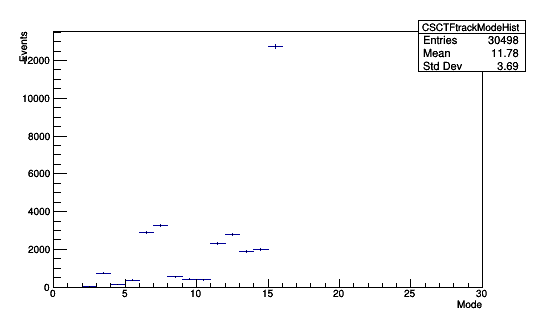 CSCTFtrackModeHist
Entries 30498
Mean 11.78
Std Dev 3.69
Events
12000
10000
8000
6000
4000
2000
0
0 5 10 15 20 25 30
Mode